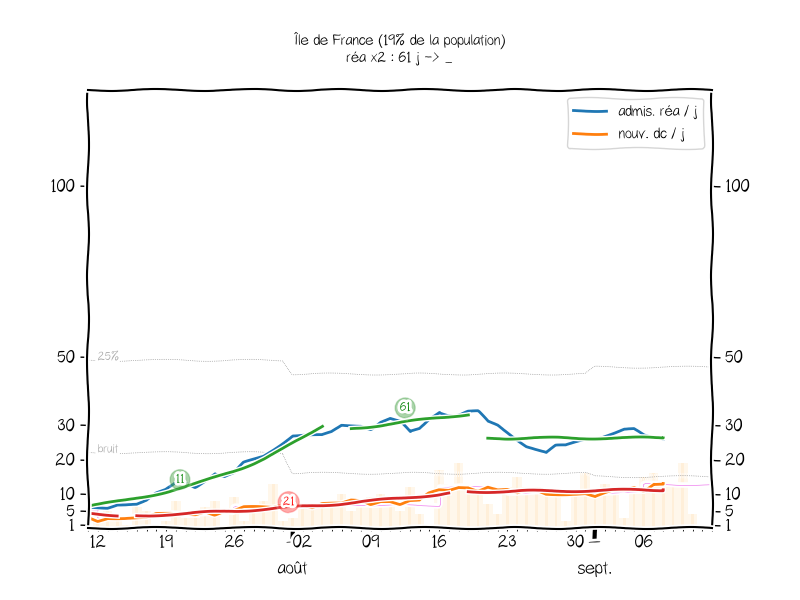 Île de France (19% de la population)
réa x2 : 61 j -> _
admis. réa / j
nouv. dc / j
100
100
50
25%
50
61
30
30
bruit
20
20
11
21
10
10
5
5
1
1
12 19 26 02 09 16 23 30 06
août sept.